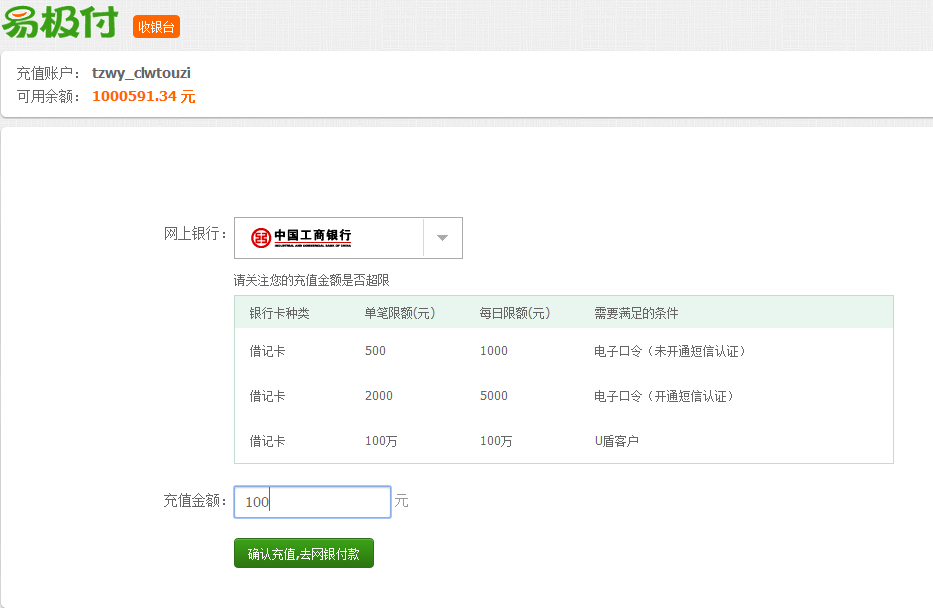 易极付 收银台
充值账户： tzwy_clwtouzi
可用余额： 1000591.34 元
网上银行： 中国工商银行
INDUSTRIAL AND COMMERCIAL BANK OF CHINA
请关注您的充值金额是否超限
银行卡种类 单笔限额(元) 每日限额(元) 需要满足的条件
借记卡 500 1000 电子口令（未开通短信认证）
借记卡 2000 5000 电子口令（开通短信认证）
借记卡 100万 100万 U盾客户
充值金额： 100 元
确认充值,去网银付款